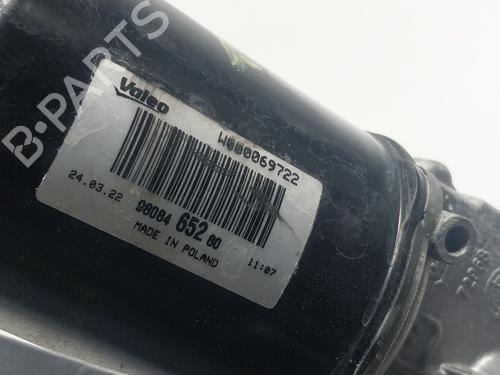 Valeo
W000069722
24.03.22
98084 652 80
MADE IN POLAND
11:07
B-PARTS